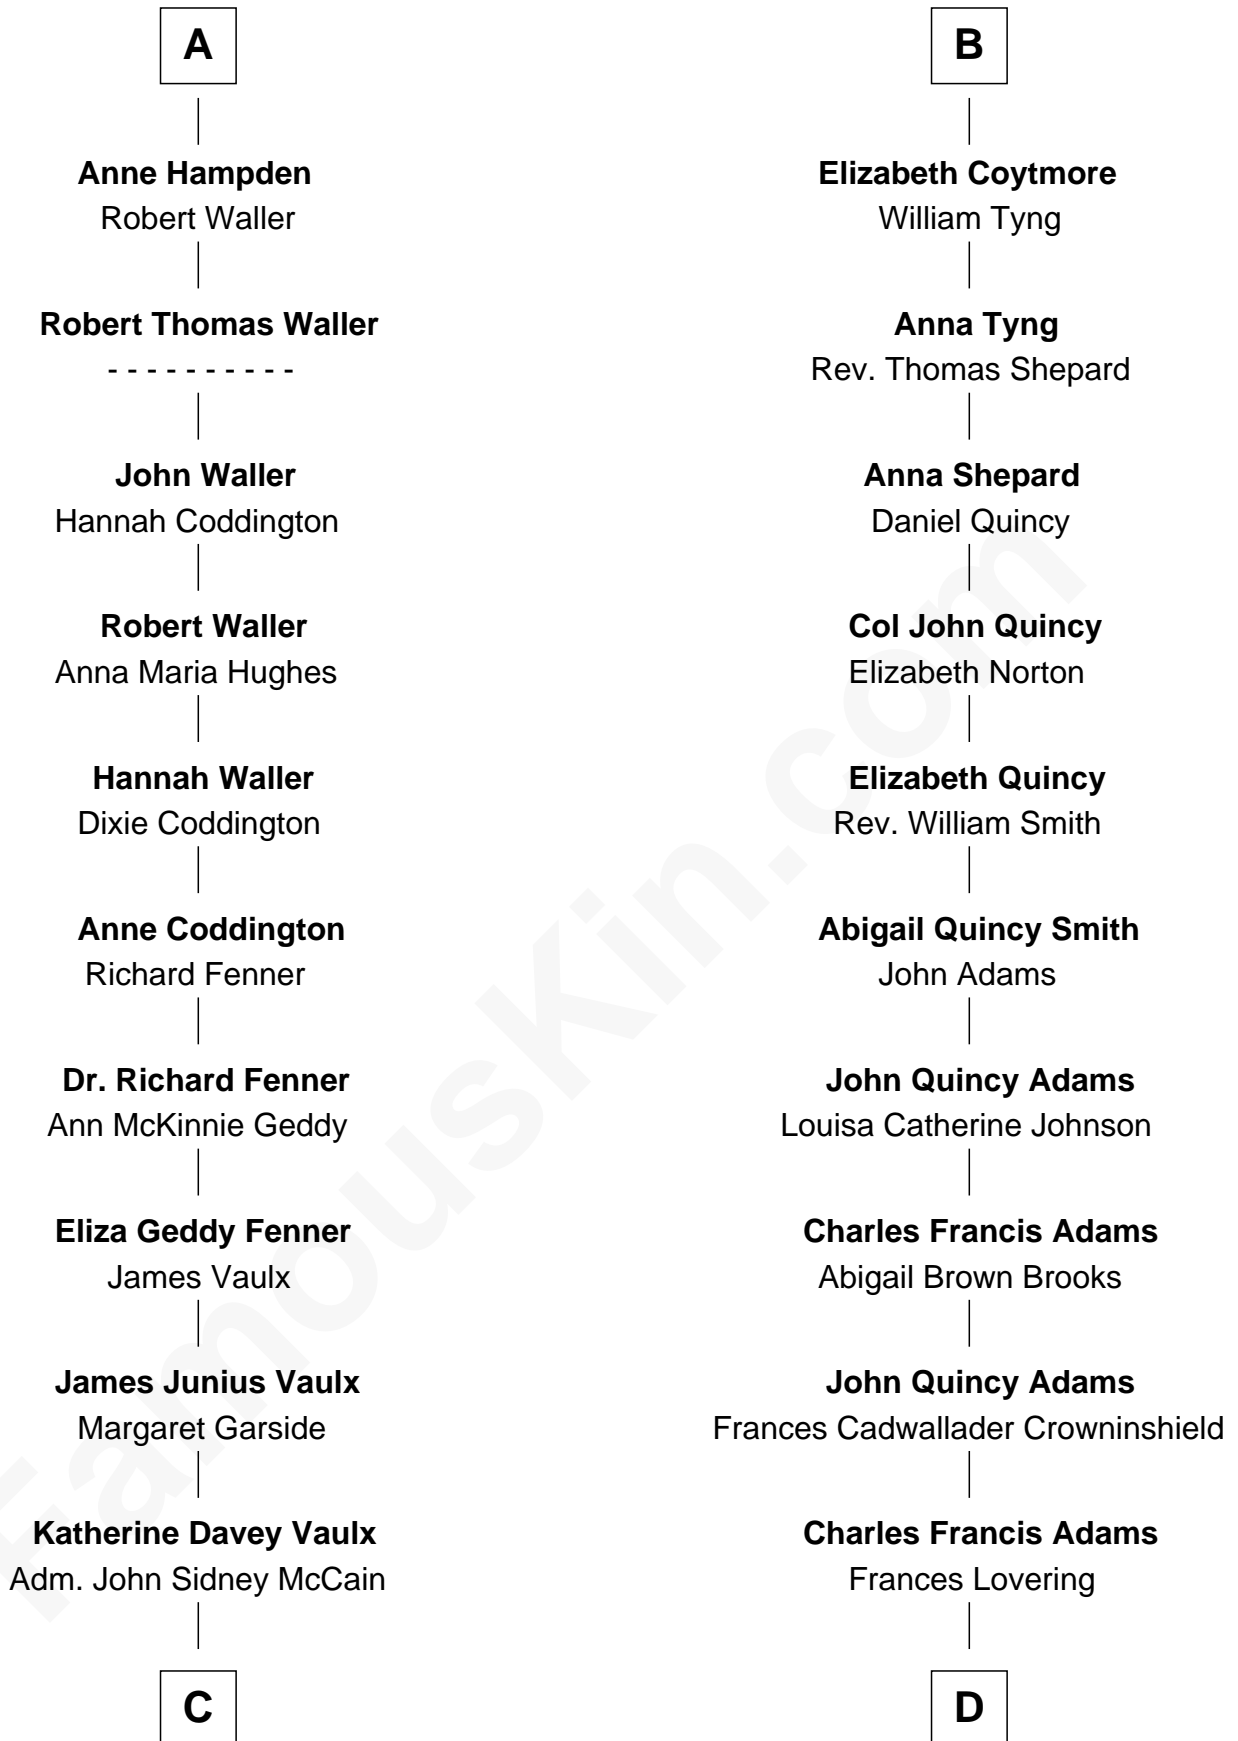 A
Anne Hampden
Robert Waller
Robert Thomas Waller
- - - - - - - - - -
John Waller
Hannah Coddington
Robert Waller
Anna Maria Hughes
Hannah Waller
Dixie Coddington
Anne Coddington
Richard Fenner
Dr. Richard Fenner
Ann McKinnie Geddy
Eliza Geddy Fenner
James Vaulx
James Junius Vaulx
Margaret Garside
Katherine Davey Vaulx
Adm. John Sidney McCain
C
B
Elizabeth Coytmore
William Tyng
Anna Tyng
Rev. Thomas Shepard
Anna Shepard
Daniel Quincy
Col John Quincy
Elizabeth Norton
Elizabeth Quincy
Rev. William Smith
Abigail Quincy Smith
John Adams
John Quincy Adams
Louisa Catherine Johnson
Charles Francis Adams
Abigail Brown Brooks
John Quincy Adams
Frances Cadwallader Crowninshield
Charles Francis Adams
Frances Lovering
D
FamousKin.com